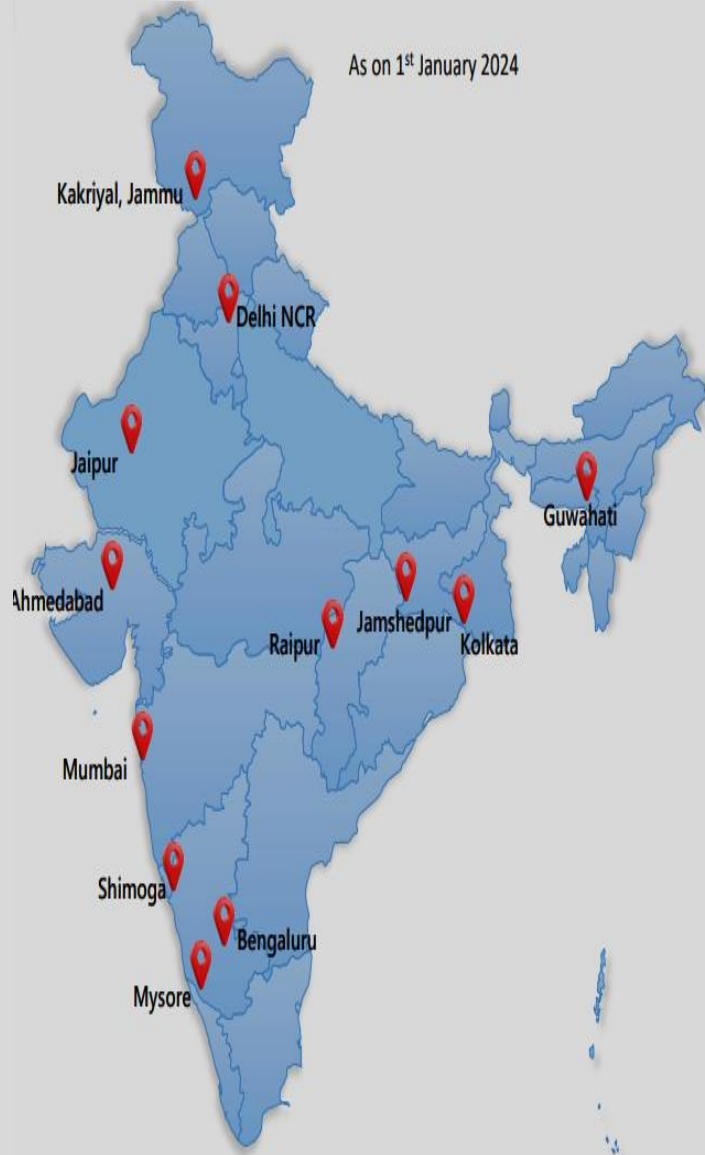 As on 1st January 2024
Kakriyal, Jammu
Delhi NCR
Jaipur
Guwahati
Ahmedabad
Jamshedpur
Raipur
Kolkata
Mumbai
Shimoga
Bengaluru
Mysore